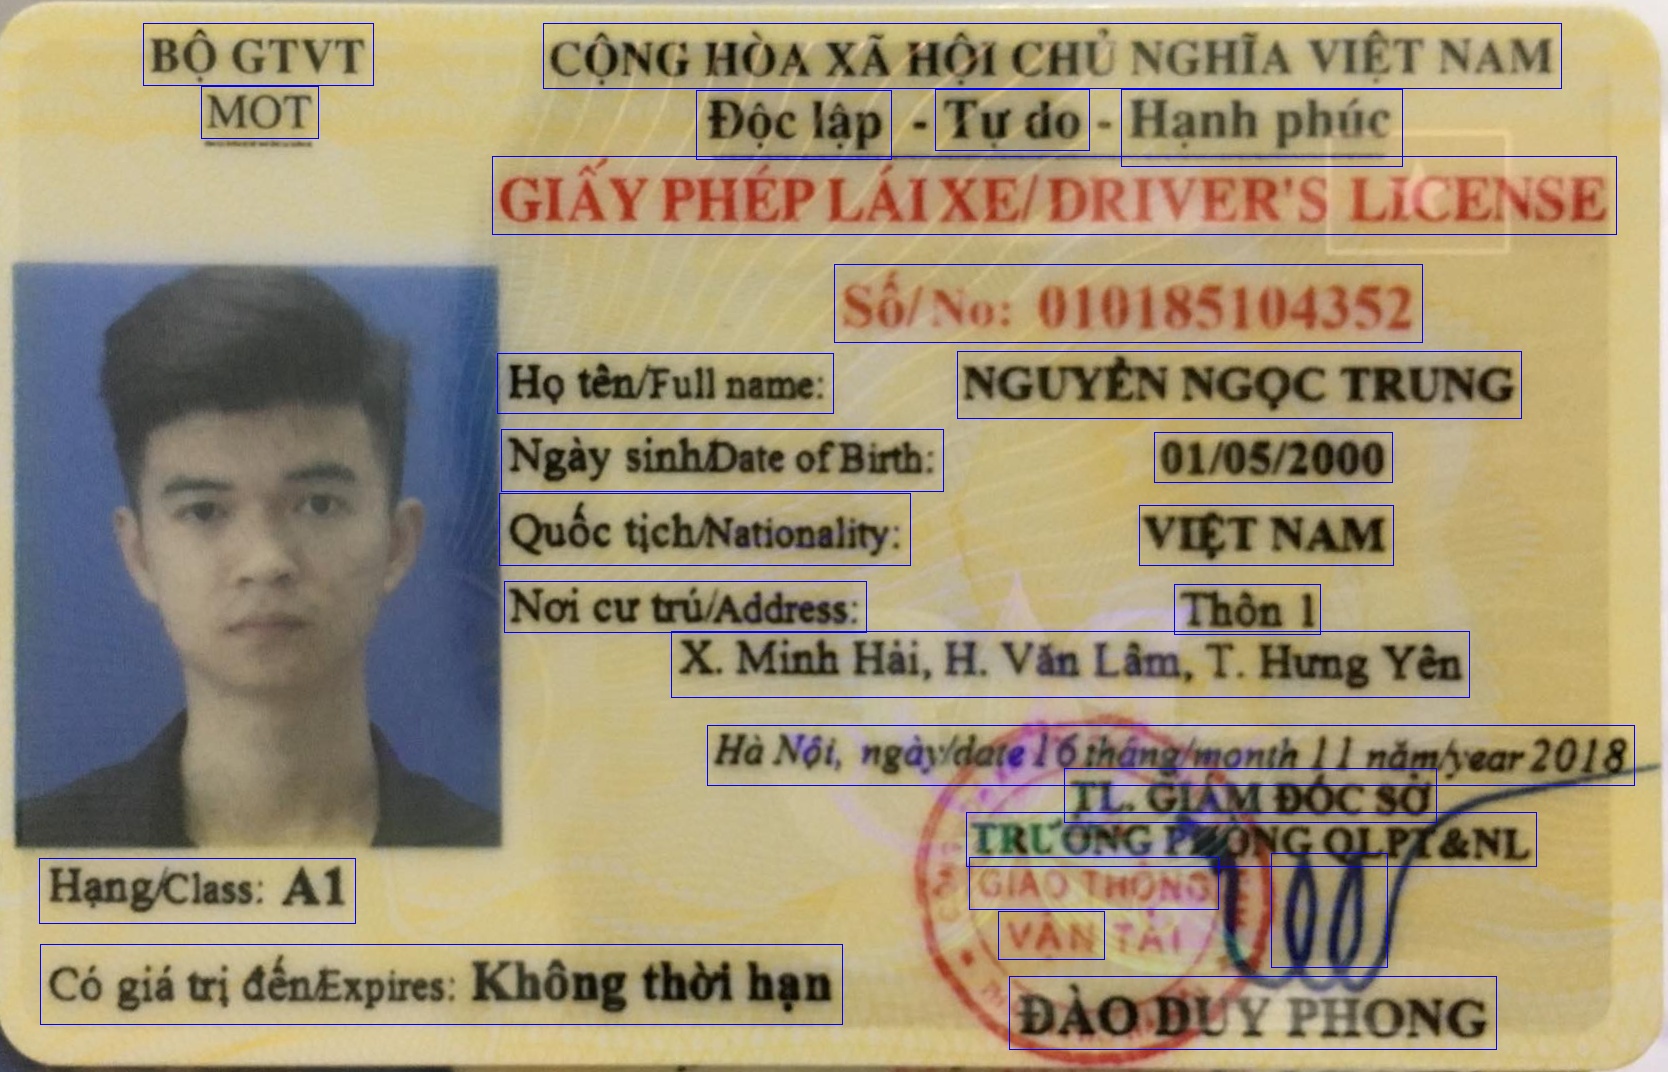 BỘ GTVT
MOT
CỘNG HÒA XÃ HỘI CHỦ NGHĨA VIỆT NAM
Độc lập - Tự do - Hạnh phúc
GIẤY PHÉP LÁI XE/DRIVER'S LICENSE
Số/No: 010185104352
Họ tên/Full name: NGUYỄN NGỌC TRUNG
Ngày sinh/Date of Birth: 01/05/2000
Quốc tịch/Nationality: VIỆT NAM
Nơi cư trú/Address: Thôn 1
X. Minh Hải, H. Văn Lâm, T. Hưng Yên
Hà Nội, ngày/date 16 tháng/month 11 năm/year 2018
TL. GIÁM ĐỐC SỞ
TRƯỞNG PHÒNG QLPT&NL
GIAO THÔNG
VẬN TẢI
ĐÀO DUY PHONG
Hạng/Class: A1
Có giá trị đến/Expires: Không thời hạn